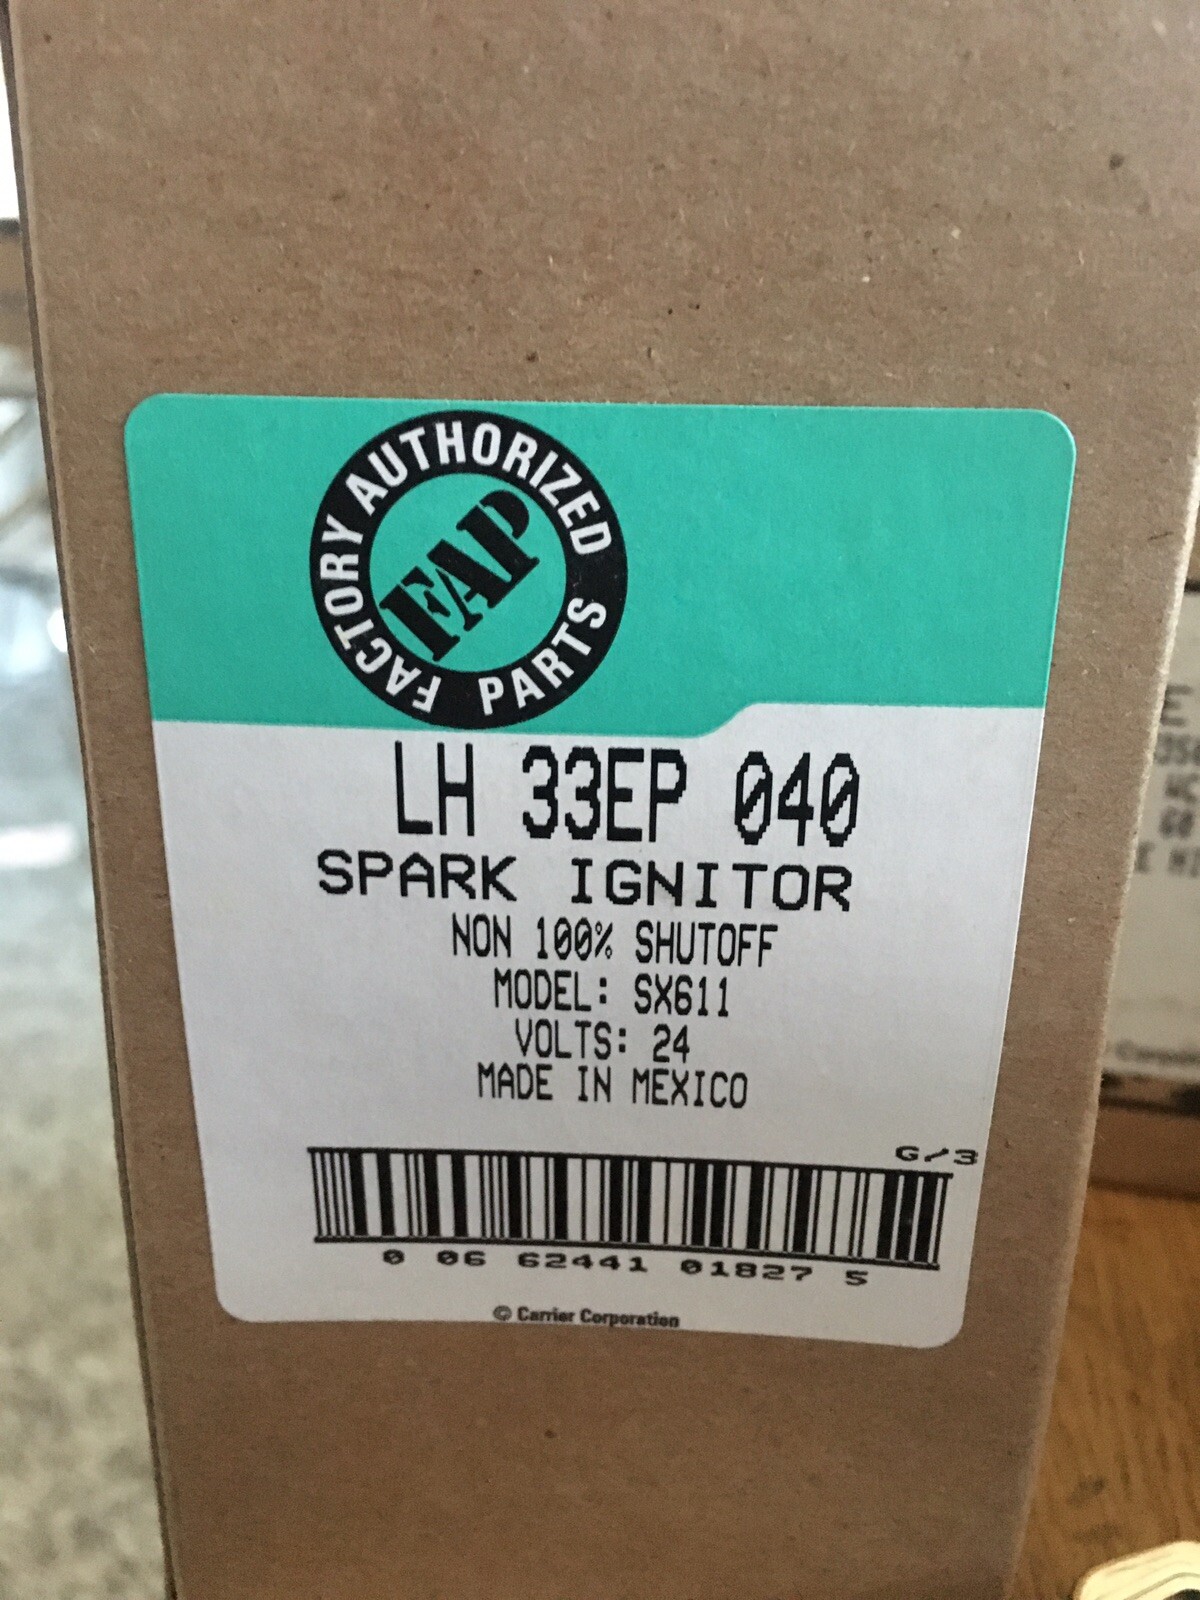 FACTORY AUTHORIZED PARTS
FAP
LH 33EP 040
SPARK IGNITOR
NON 100% SHUTOFF
MODEL: SX611
VOLTS: 24
MADE IN MEXICO
G/3
0 06 62441 01827 5
© Carrier Corporation